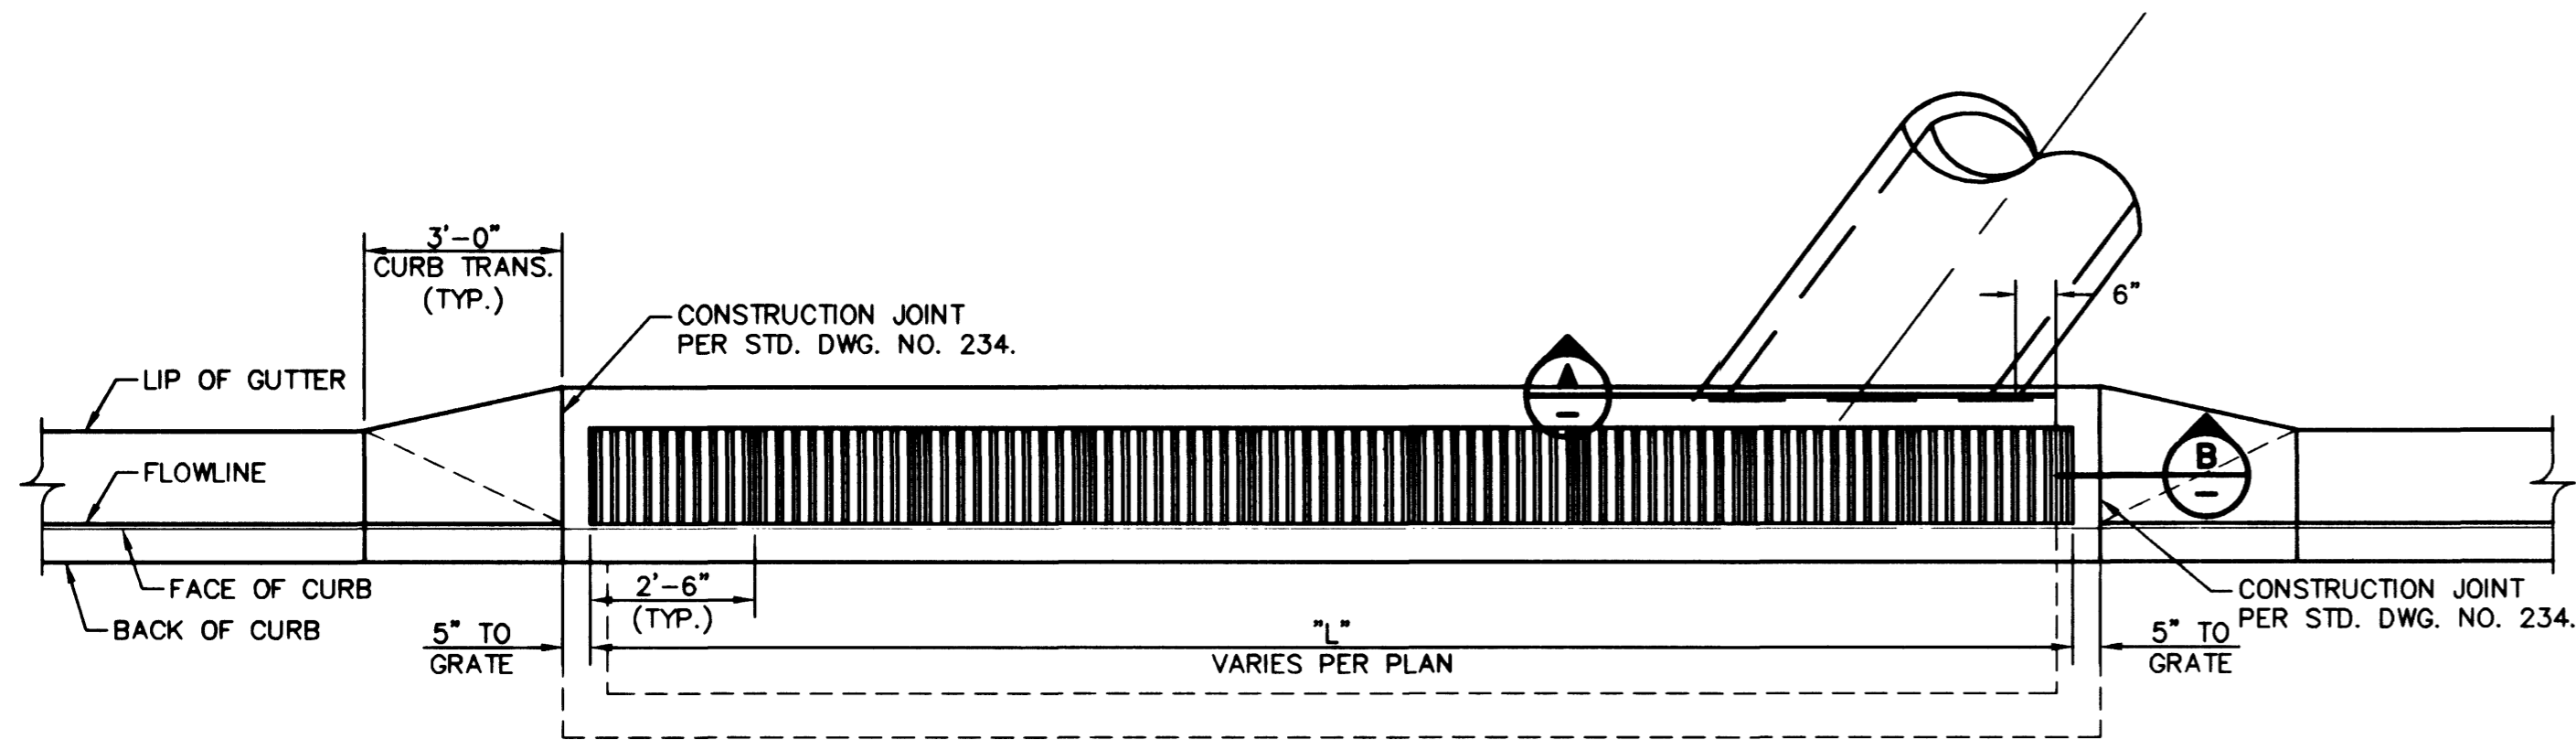 3'-0"
CURB TRANS.
(TYP.)
CONSTRUCTION JOINT
PER STD. DWG. NO. 234.
6"
LIP OF GUTTER
A
-
FLOWLINE
B
-
FACE OF CURB
BACK OF CURB
2'-6"
(TYP.)
5" TO
GRATE
"L"
VARIES PER PLAN
CONSTRUCTION JOINT
PER STD. DWG. NO. 234.
5" TO
GRATE